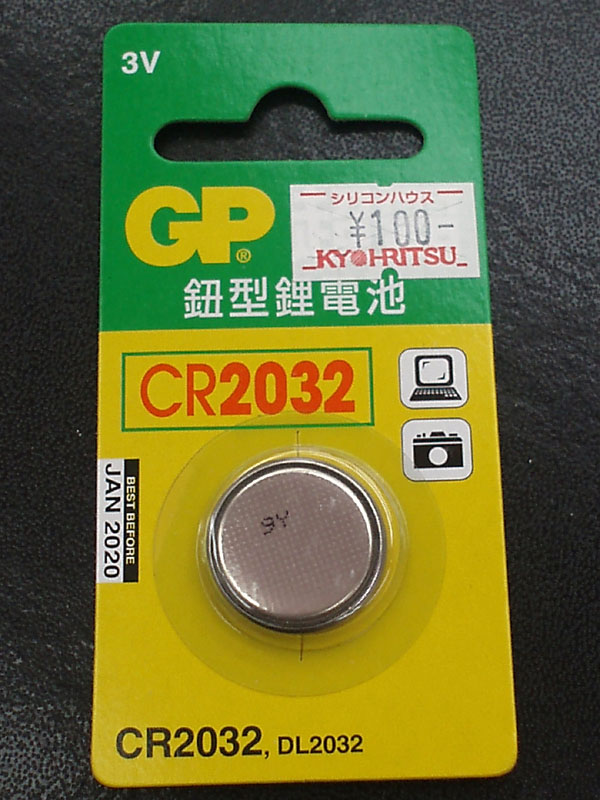 3V
GP®
シリコンハウス
¥100-
KYOHRITSU
鈕型鋰電池
CR2032
BEST BEFORE
JAN 2020
9Y
CR2032, DL2032